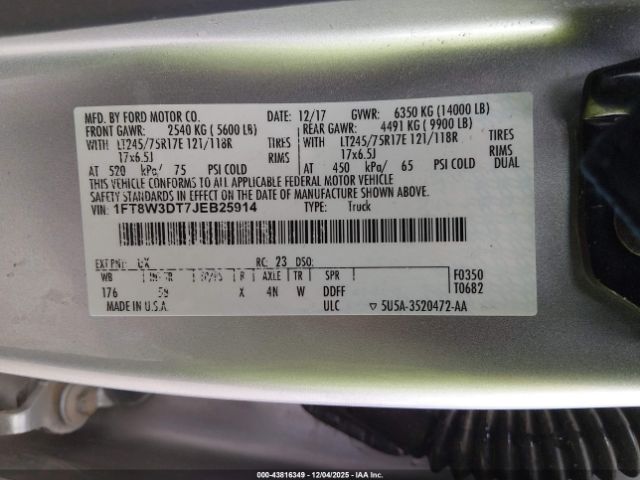 MFD. BY FORD MOTOR CO. DATE: 12/17 GVWR: 6350 KG (14000 LB)
FRONT GAWR: 2540 KG (5600 LB) REAR GAWR: 4491 KG (9900 LB)
WITH LT245/75R17E 121/118R TIRES WITH LT245/75R17E 121/118R TIRES
17x6.5J RIMS 17x6.5J RIMS
AT 520 kPa/ 75 PSI COLD AT 450 kPa/ 65 PSI COLD DUAL
THIS VEHICLE CONFORMS TO ALL APPLICABLE FEDERAL MOTOR VEHICLE
SAFETY STANDARDS IN EFFECT ON THE DATE OF MANUFACTURE SHOWN ABOVE.
VIN: 1FT8W3DT7JEB25914 TYPE: Truck
EXT PNT: UX RC: 23 DSO:
WB R AXLE TR SPR F0350
176 X 4N W DDFF T0682
MADE IN U.S.A. ULC ▽ 5U5A-3520472-AA
000-43816349 - 12/04/2025 - IAA Inc.